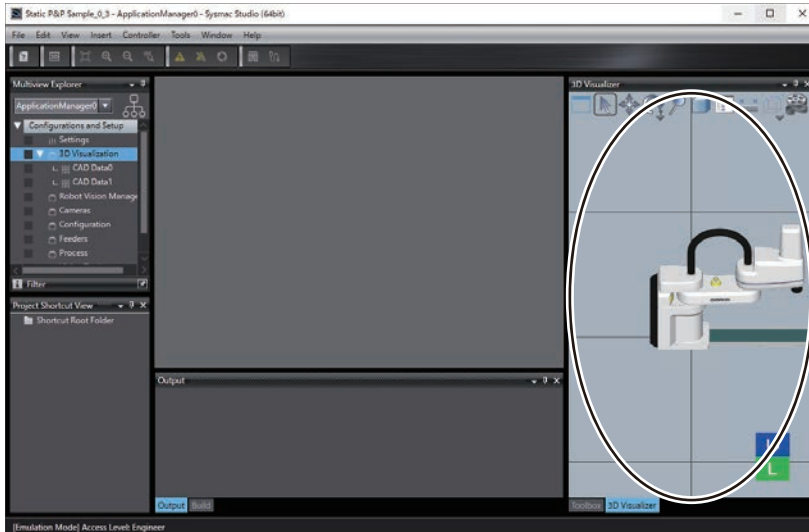 Static P&P Sample_0_3 - ApplicationManager0 - Sysmac Studio (64bit)
File Edit View Insert Controller Tools Window Help
Multiview Explorer
ApplicationManager0
Configurations and Setup
Settings
3D Visualization
CAD Data0
CAD Data1
Robot Vision Manage
Cameras
Configuration
Feeders
Process
Filter
Project Shortcut View
Shortcut Root Folder
Output
Output Build
3D Visualizer
L
Toolbox 3D Visualizer
[Emulation Mode] Access Level: Engineer